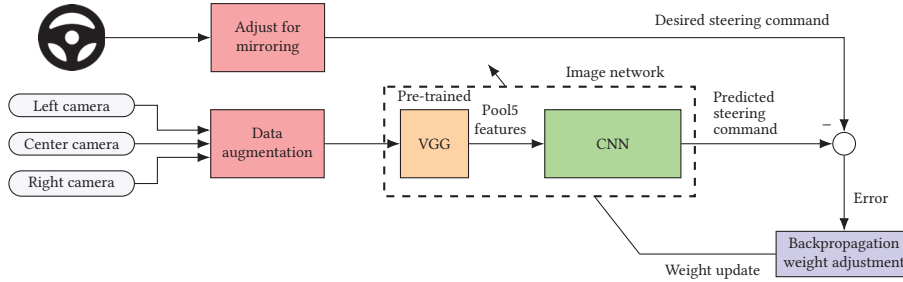 Adjust for
mirroring
Desired steering command
Image network
Left camera
Center camera
Right camera
Data
augmentation
Pre-trained
VGG
Pool5
features
CNN
Predicted
steering
command
−
Error
Backpropagation
weight adjustment
Weight update